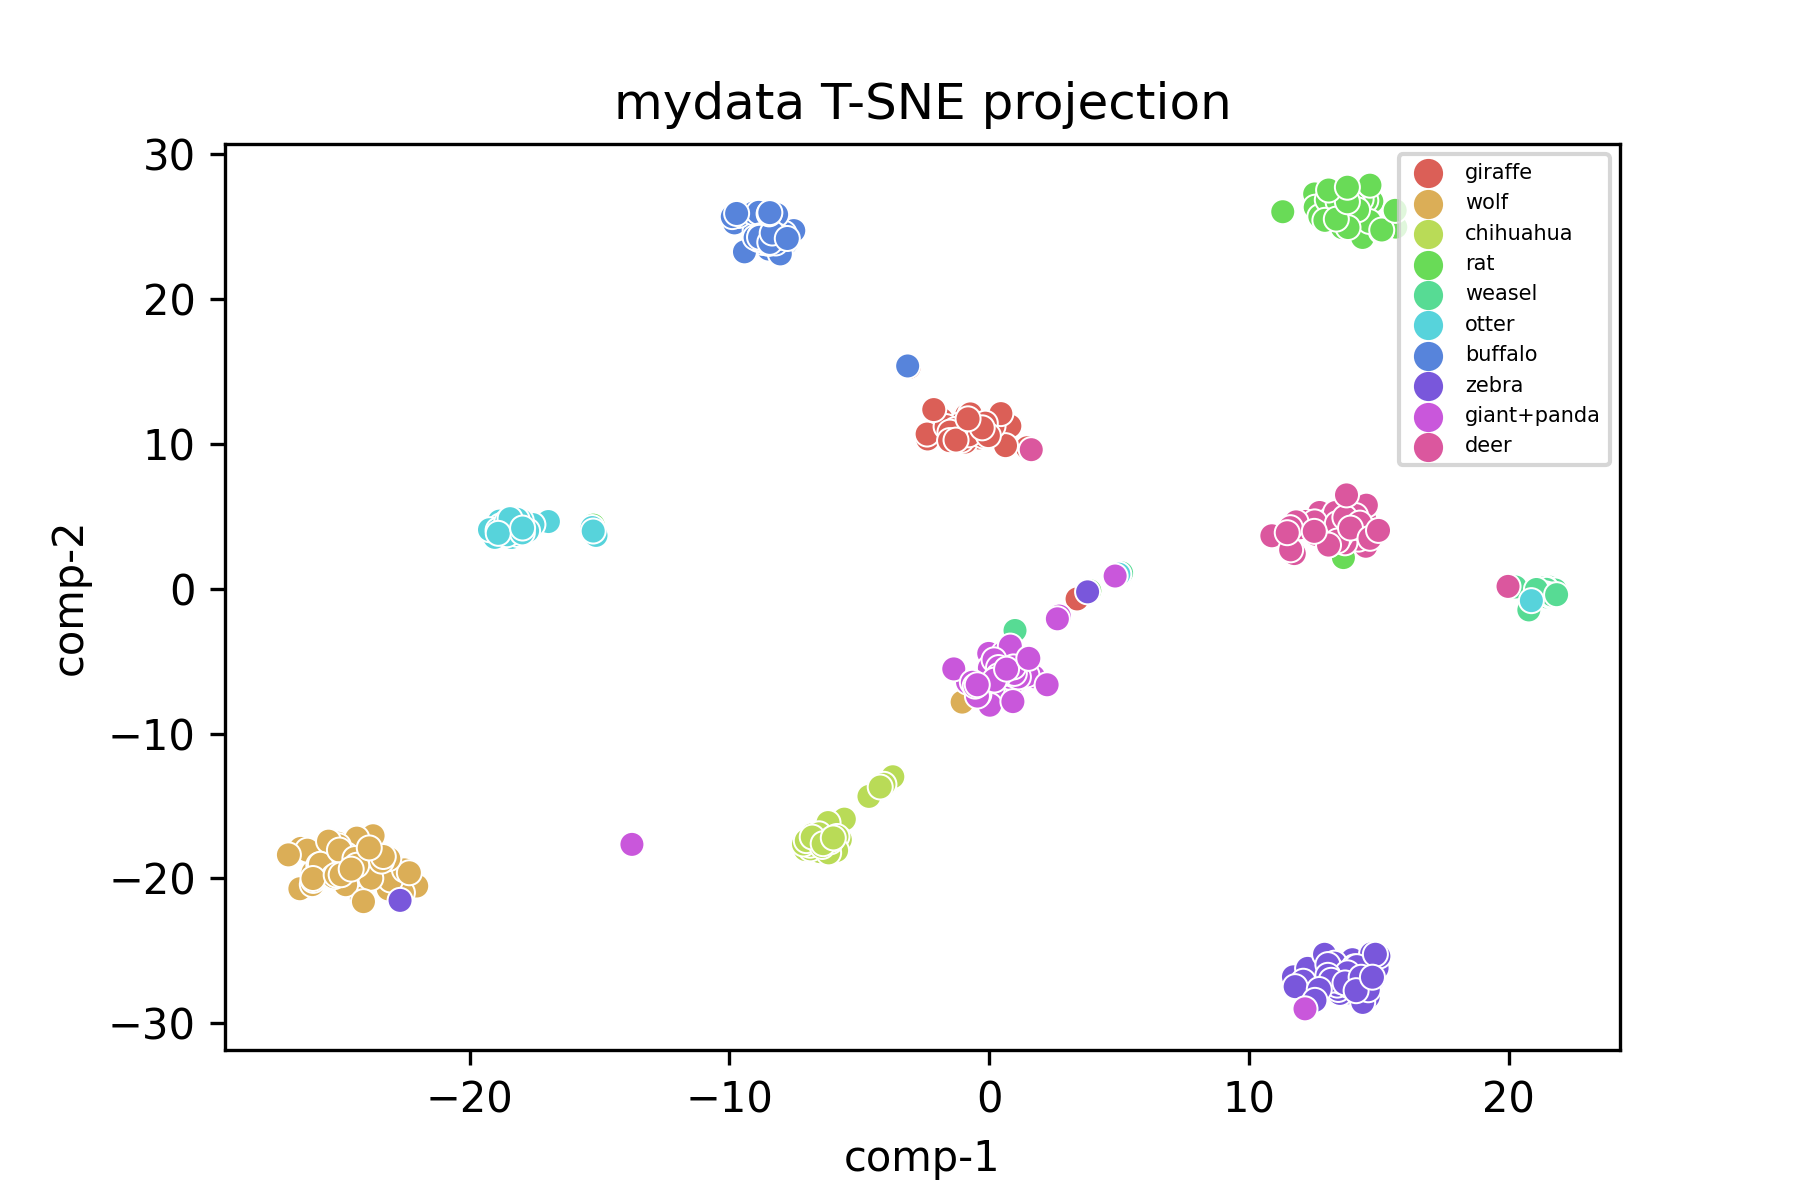 mydata T-SNE projection
30
20
10
0
−10
−20
−30
comp-2
giraffe
wolf
chihuahua
rat
weasel
otter
buffalo
zebra
giant+panda
deer
−20
−10
0
10
20
comp-1